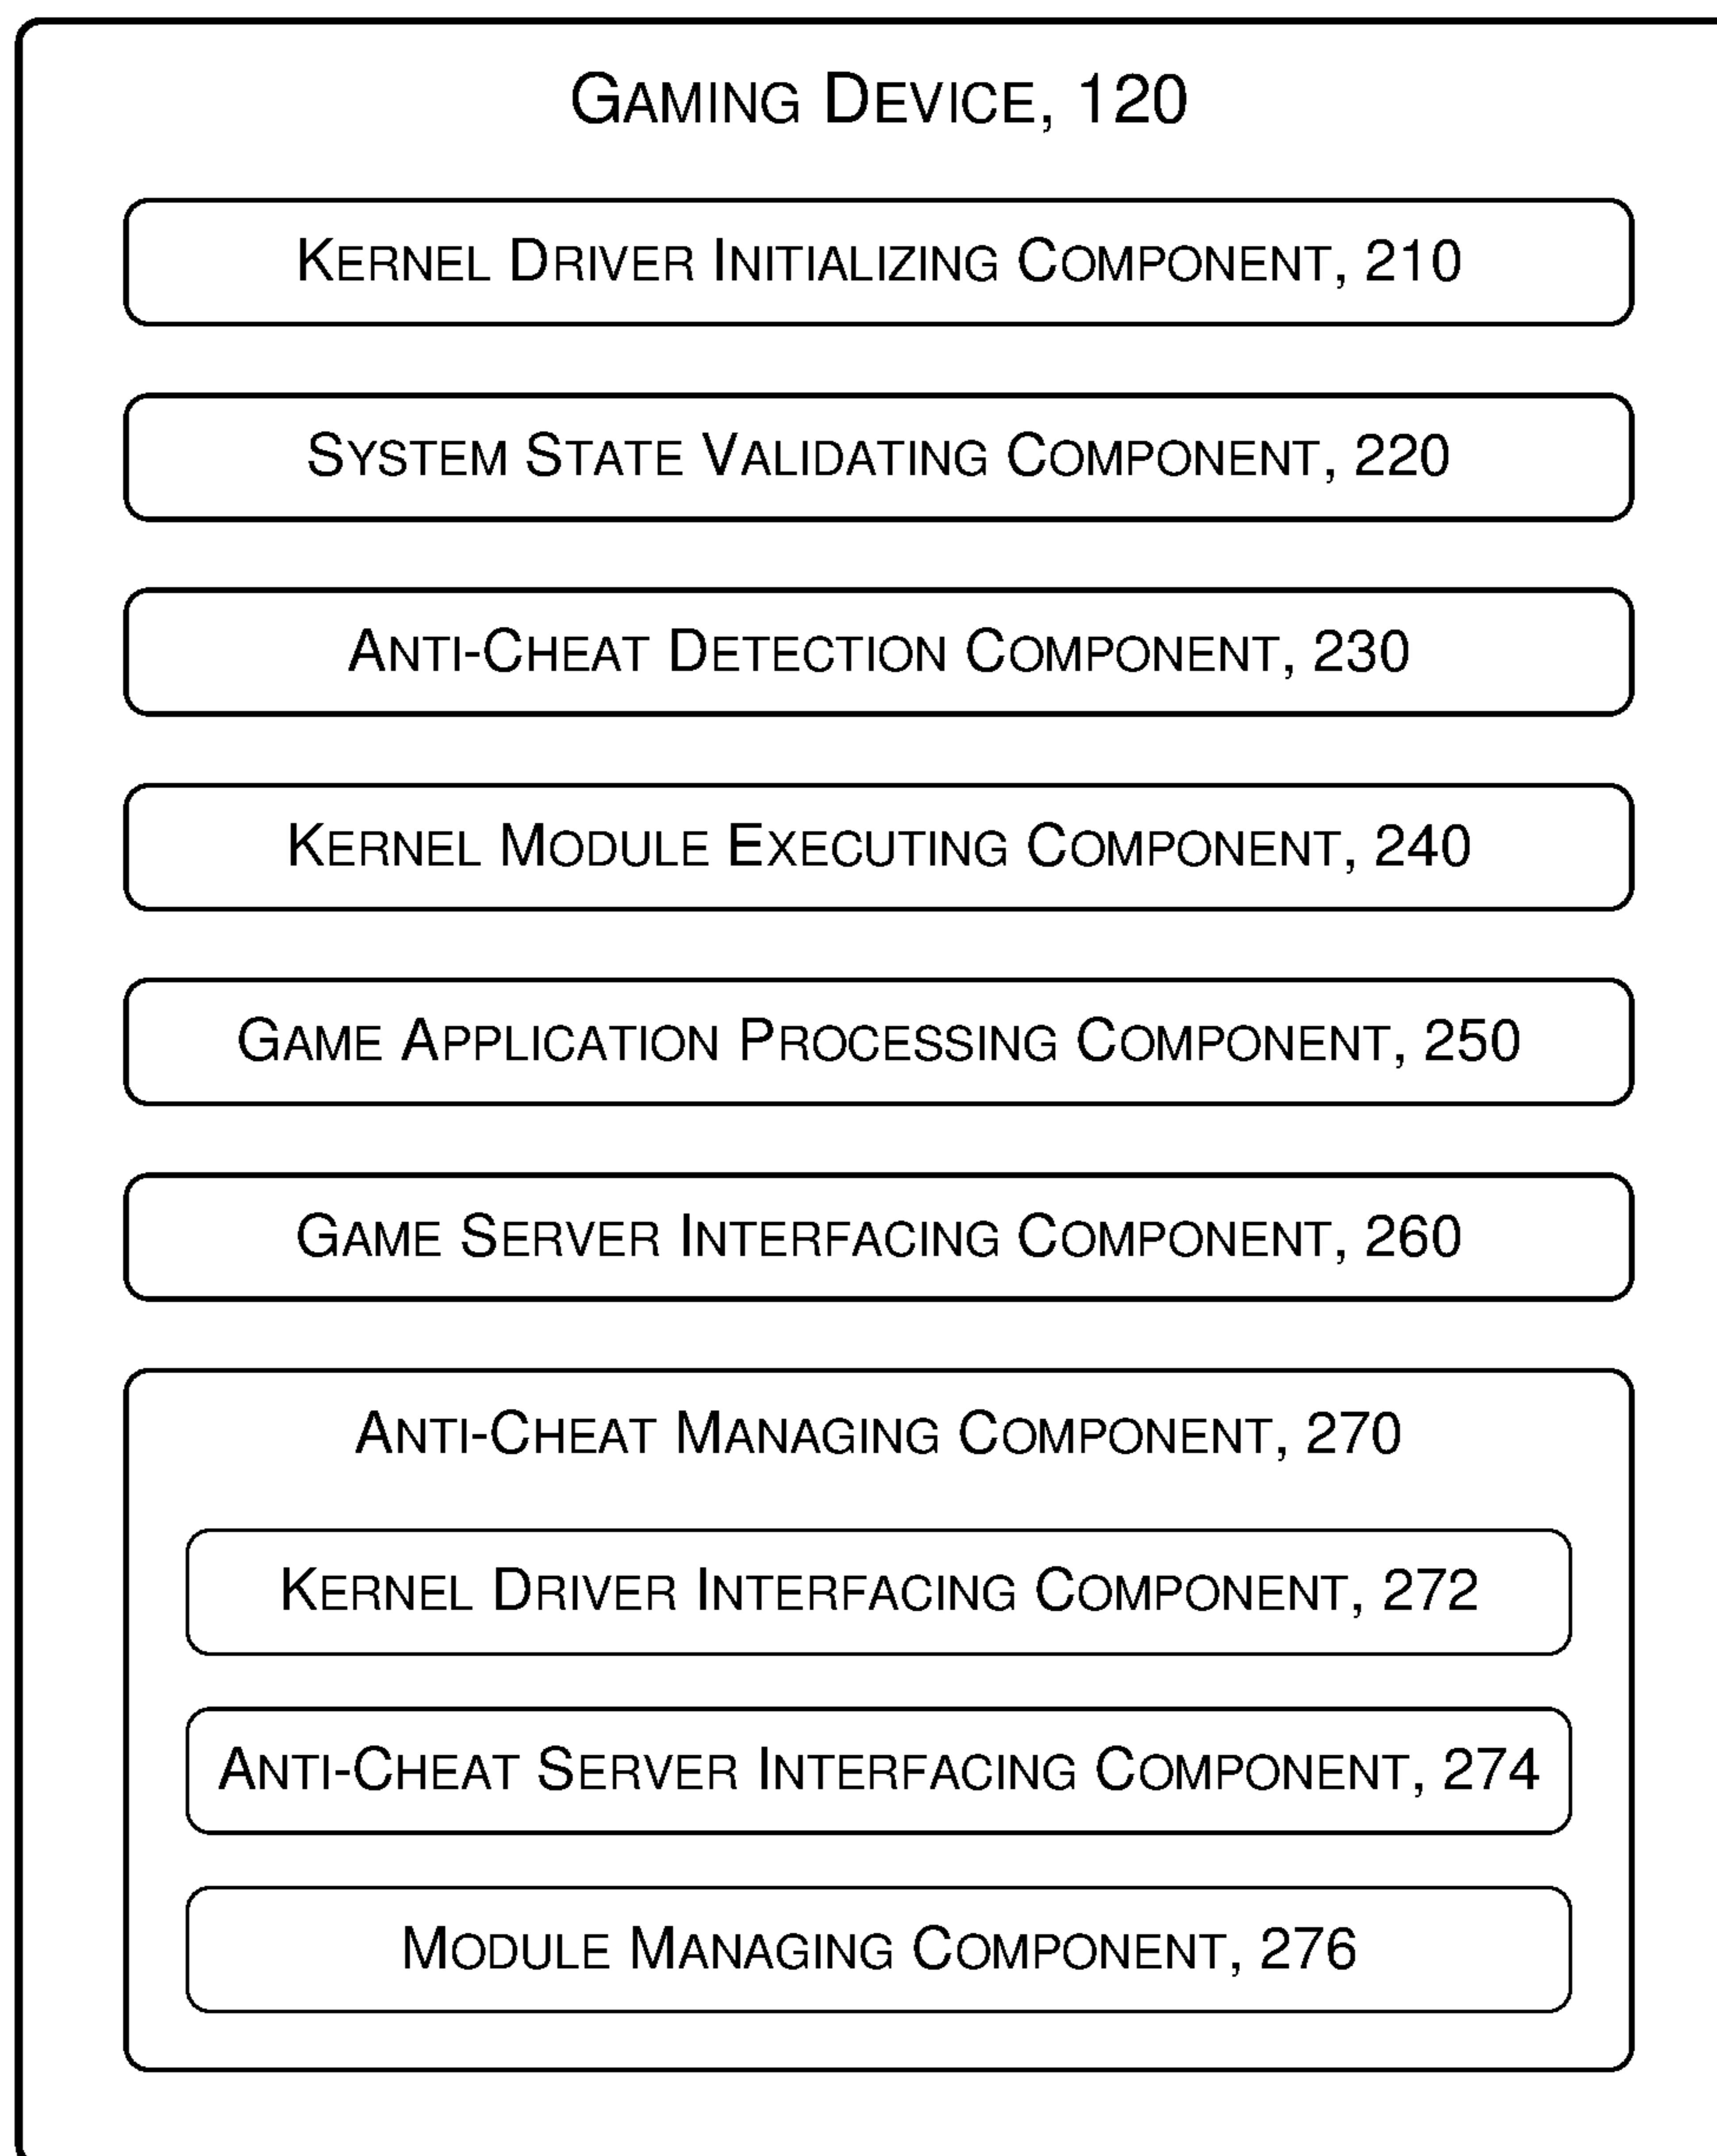 GAMING DEVICE, 120
KERNEL DRIVER INITIALIZING COMPONENT, 210
SYSTEM STATE VALIDATING COMPONENT, 220
ANTI-CHEAT DETECTION COMPONENT, 230
KERNEL MODULE EXECUTING COMPONENT, 240
GAME APPLICATION PROCESSING COMPONENT, 250
GAME SERVER INTERFACING COMPONENT, 260
ANTI-CHEAT MANAGING COMPONENT, 270
KERNEL DRIVER INTERFACING COMPONENT, 272
ANTI-CHEAT SERVER INTERFACING COMPONENT, 274
MODULE MANAGING COMPONENT, 276